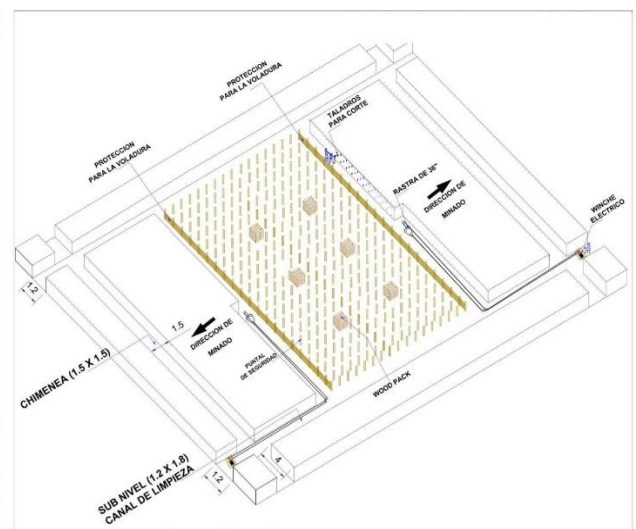 PROTECCION
PARA LA VOLADURA
PROTECCION
PARA LA VOLADURA
TALADROS
PARA CORTE
RASTRA DE 36"
DIRECCION DE
MINADO
WINCHE
ELECTRICO
1.2
1.5
DIRECCION DE
MINADO
PUNTAL
DE SEGURIDAD
WOOD PACK
CHIMENEA (1.5 X 1.5)
SUB NIVEL (1.2 X 1.8)
CANAL DE LIMPIEZA
1.2
4